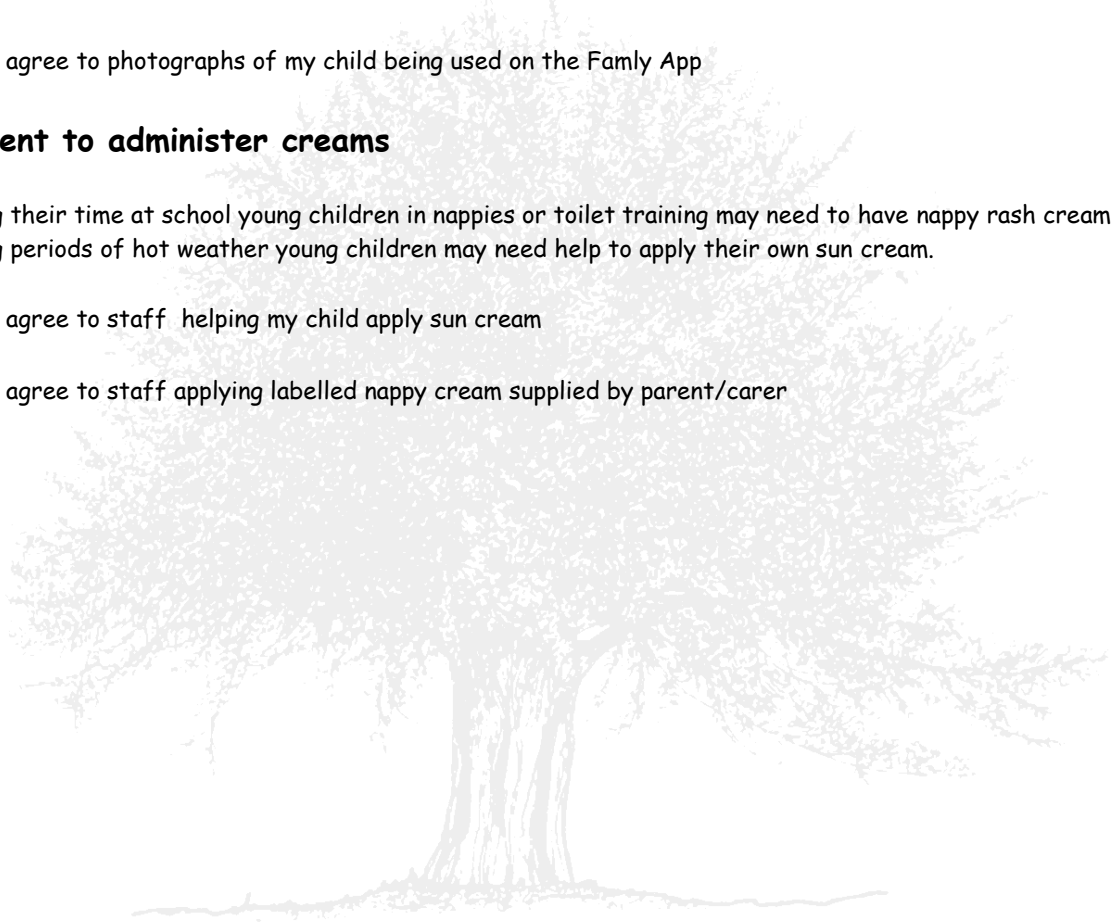 agree to photographs of my child being used on the Famly App
ent to administer creams
g their time at school young children in nappies or toilet training may need to have nappy rash cream
g periods of hot weather young children may need help to apply their own sun cream.
agree to staff helping my child apply sun cream
agree to staff applying labelled nappy cream supplied by parent/carer